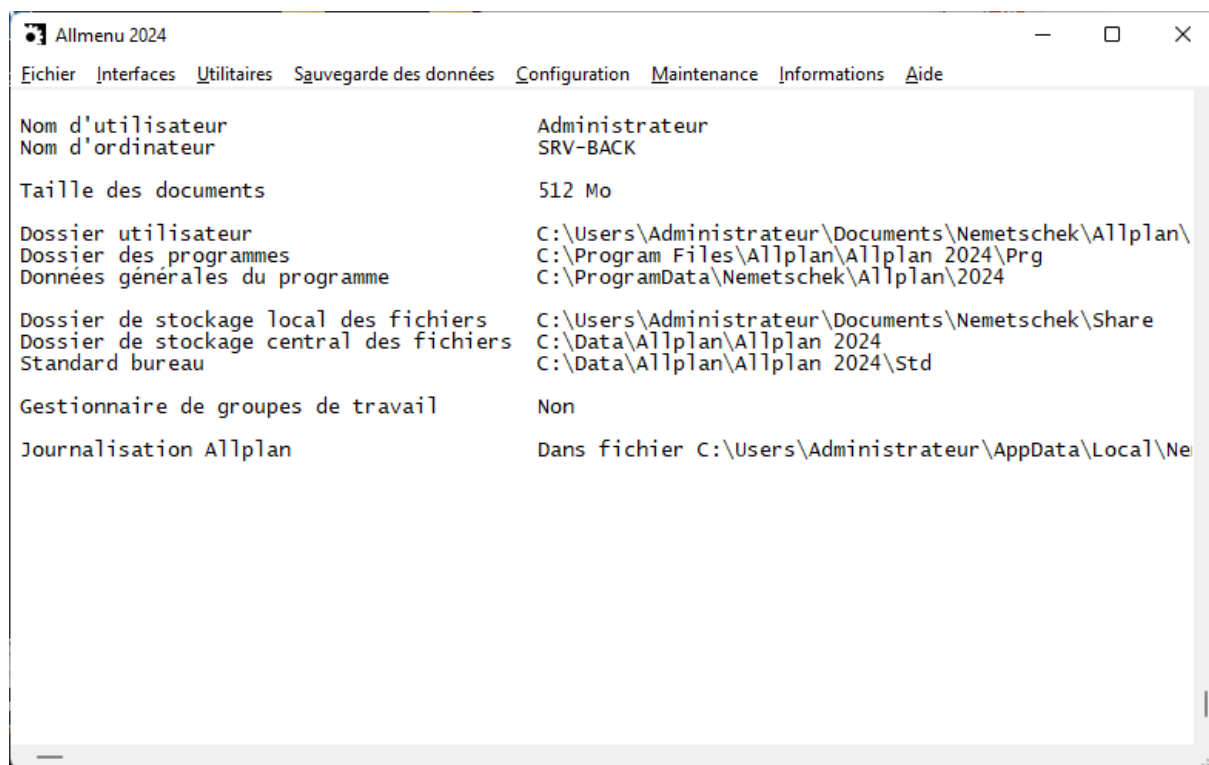 Allmenu 2024
Fichier Interfaces Utilitaires Sauvegarde des données Configuration Maintenance Informations Aide
Nom d'utilisateur Administrateur
Nom d'ordinateur SRV-BACK
Taille des documents 512 Mo
Dossier utilisateur C:\Users\Administrateur\Documents\Nemetschek\Allplan\
Dossier des programmes C:\Program Files\Allplan\Allplan 2024\Prg
Données générales du programme C:\ProgramData\Nemetschek\Allplan\2024
Dossier de stockage local des fichiers C:\Users\Administrateur\Documents\Nemetschek\Share
Dossier de stockage central des fichiers C:\Data\Allplan\Allplan 2024
Standard bureau C:\Data\Allplan\Allplan 2024\Std
Gestionnaire de groupes de travail Non
Journalisation Allplan Dans fichier C:\Users\Administrateur\AppData\Local\Ne